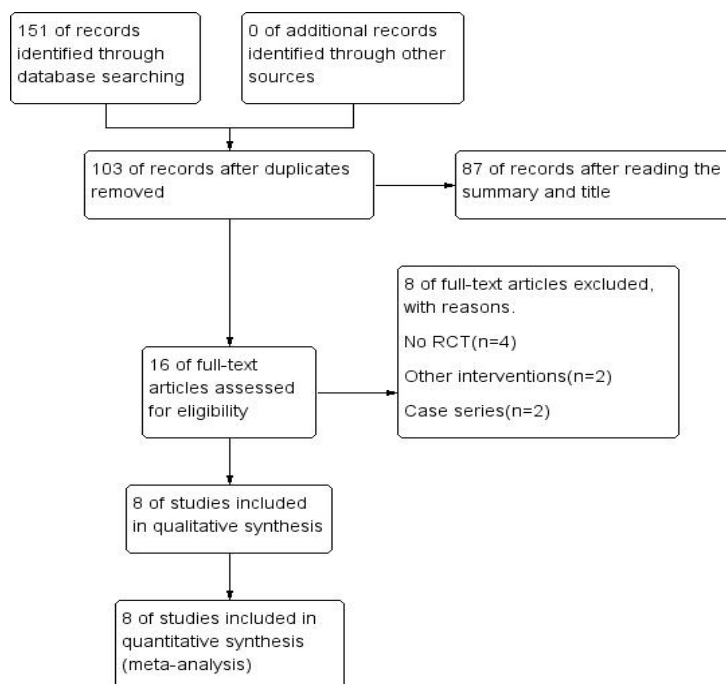 151 of records
identified through
database searching
0 of additional records
identified through other
sources
103 of records after duplicates
removed
87 of records after reading the
summary and title
8 of full-text articles excluded,
with reasons.
No RCT(n=4)
Other interventions(n=2)
Case series(n=2)
16 of full-text
articles assessed
for eligibility
8 of studies included
in qualitative synthesis
8 of studies included in
quantitative synthesis
(meta-analysis)